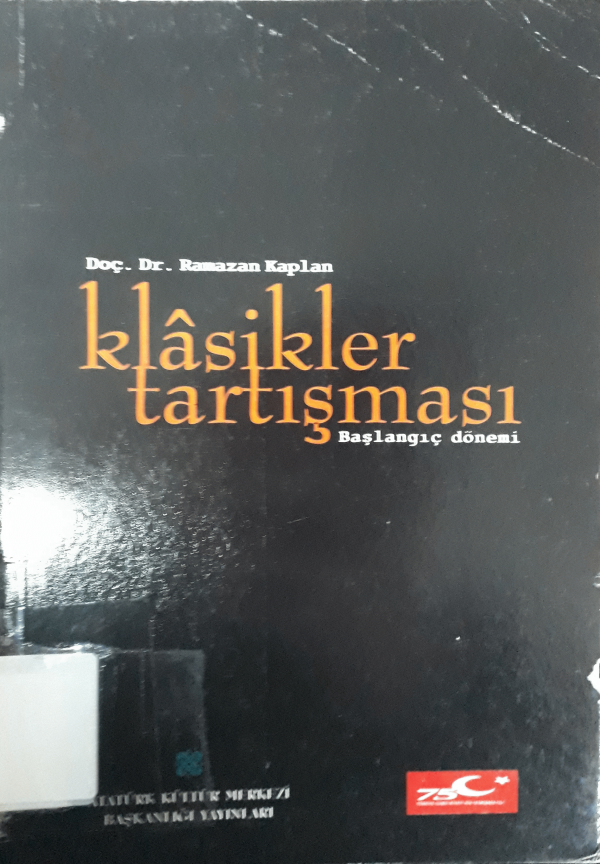 Doç. Dr. Ramazan Kaplan
klâsikler
tartışması
Başlangıç dönemi
ATATÜRK KÜLTÜR MERKEZİ
BAŞKANLIĞI YAYINLARI
75